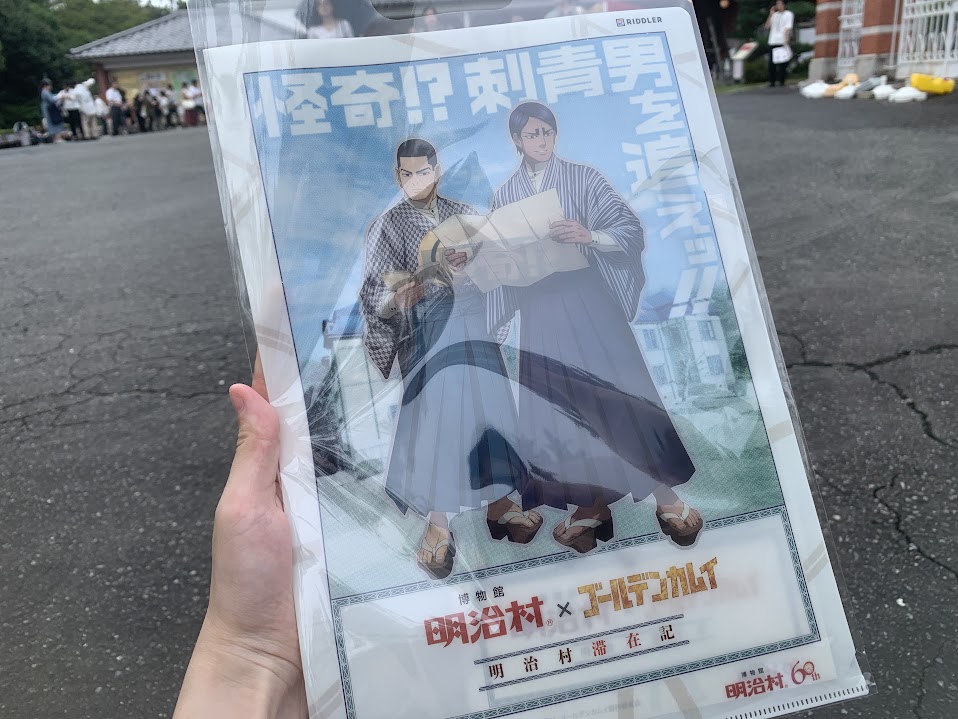 RIDDLER
怪奇!?刺青男を追えッ!!
博物館
明治村® × ゴールデンカムイ
明治村滞在記
博物館
明治村® 60th